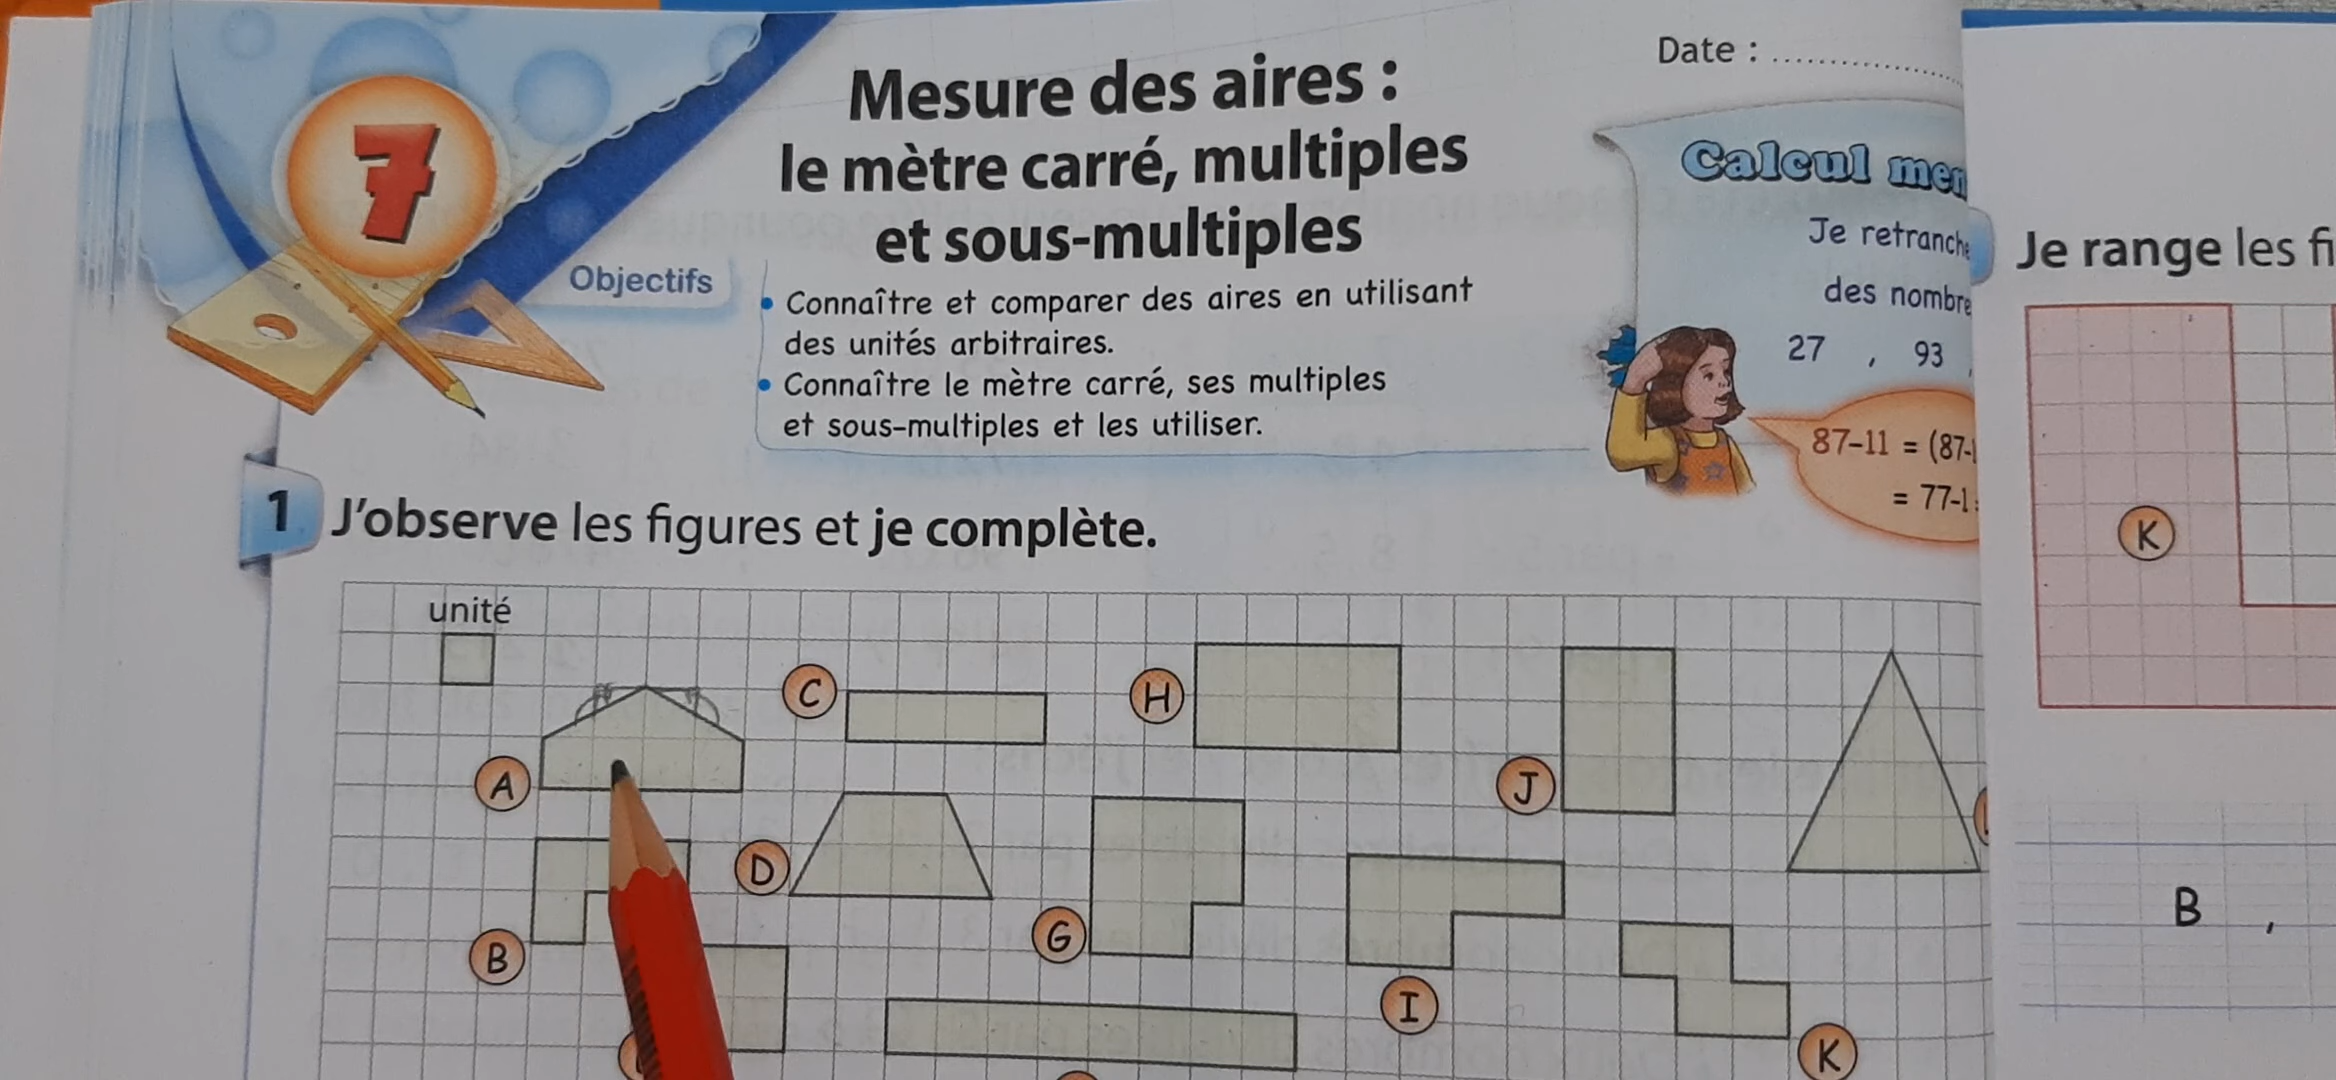 7
Mesure des aires :
le mètre carré, multiples
et sous-multiples
Date :
Objectifs
• Connaître et comparer des aires en utilisant
des unités arbitraires.
• Connaître le mètre carré, ses multiples
et sous-multiples et les utiliser.
Calcul
Je
des
27 , 93
87-11 = (87-
= 77-1
1 J'observe les figures et je complète.
unité
A
B
C
D
G
H
I
J
K
Je range les
K
B ,